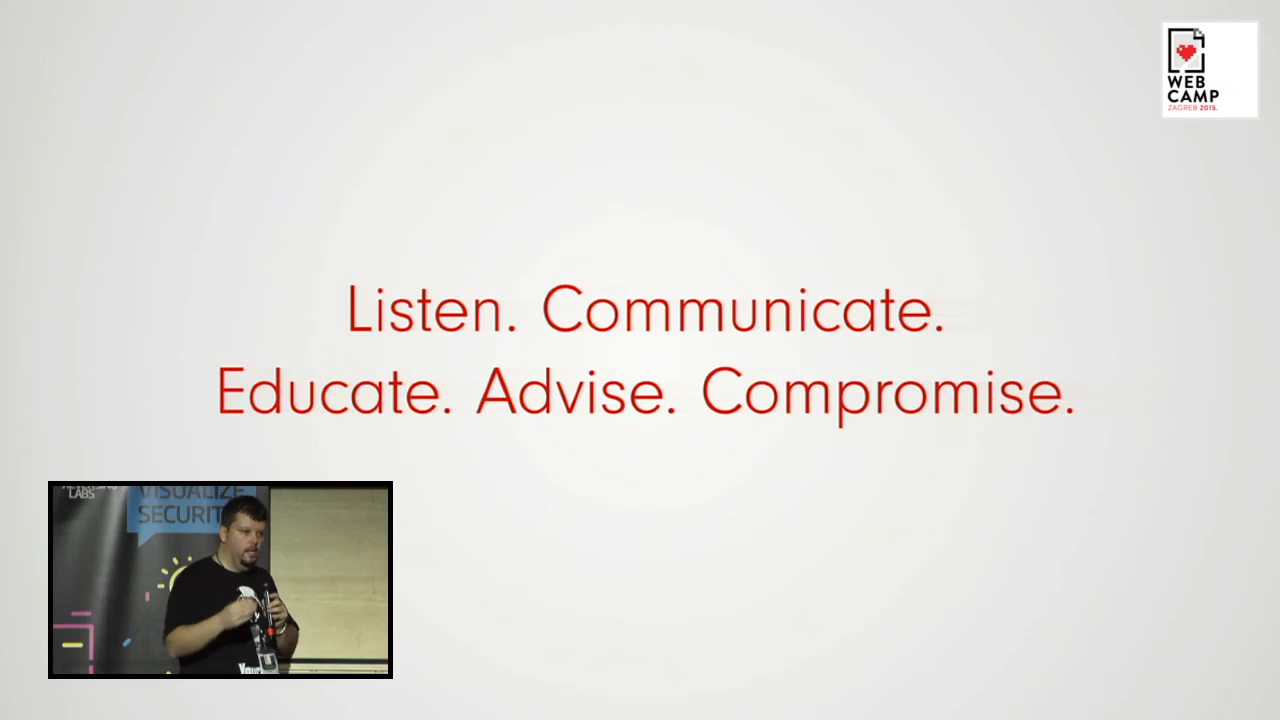 WEB
CAMP
ZAGREB 2015.
Listen. Communicate.
Educate. Advise. Compromise.
LABS
VISUALIZE
SECURIT